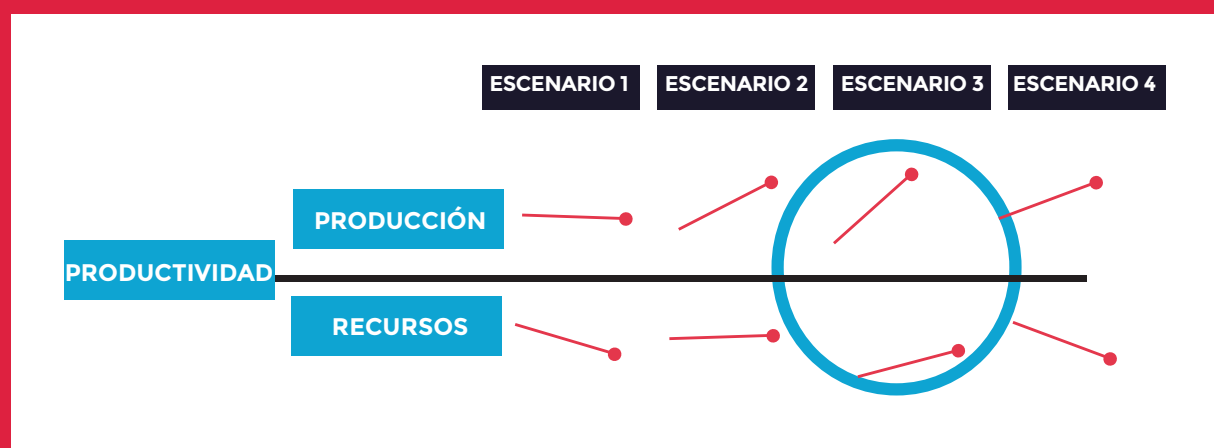 ESCENARIO 1
ESCENARIO 2
ESCENARIO 3
ESCENARIO 4
PRODUCCIÓN
PRODUCTIVIDAD
RECURSOS